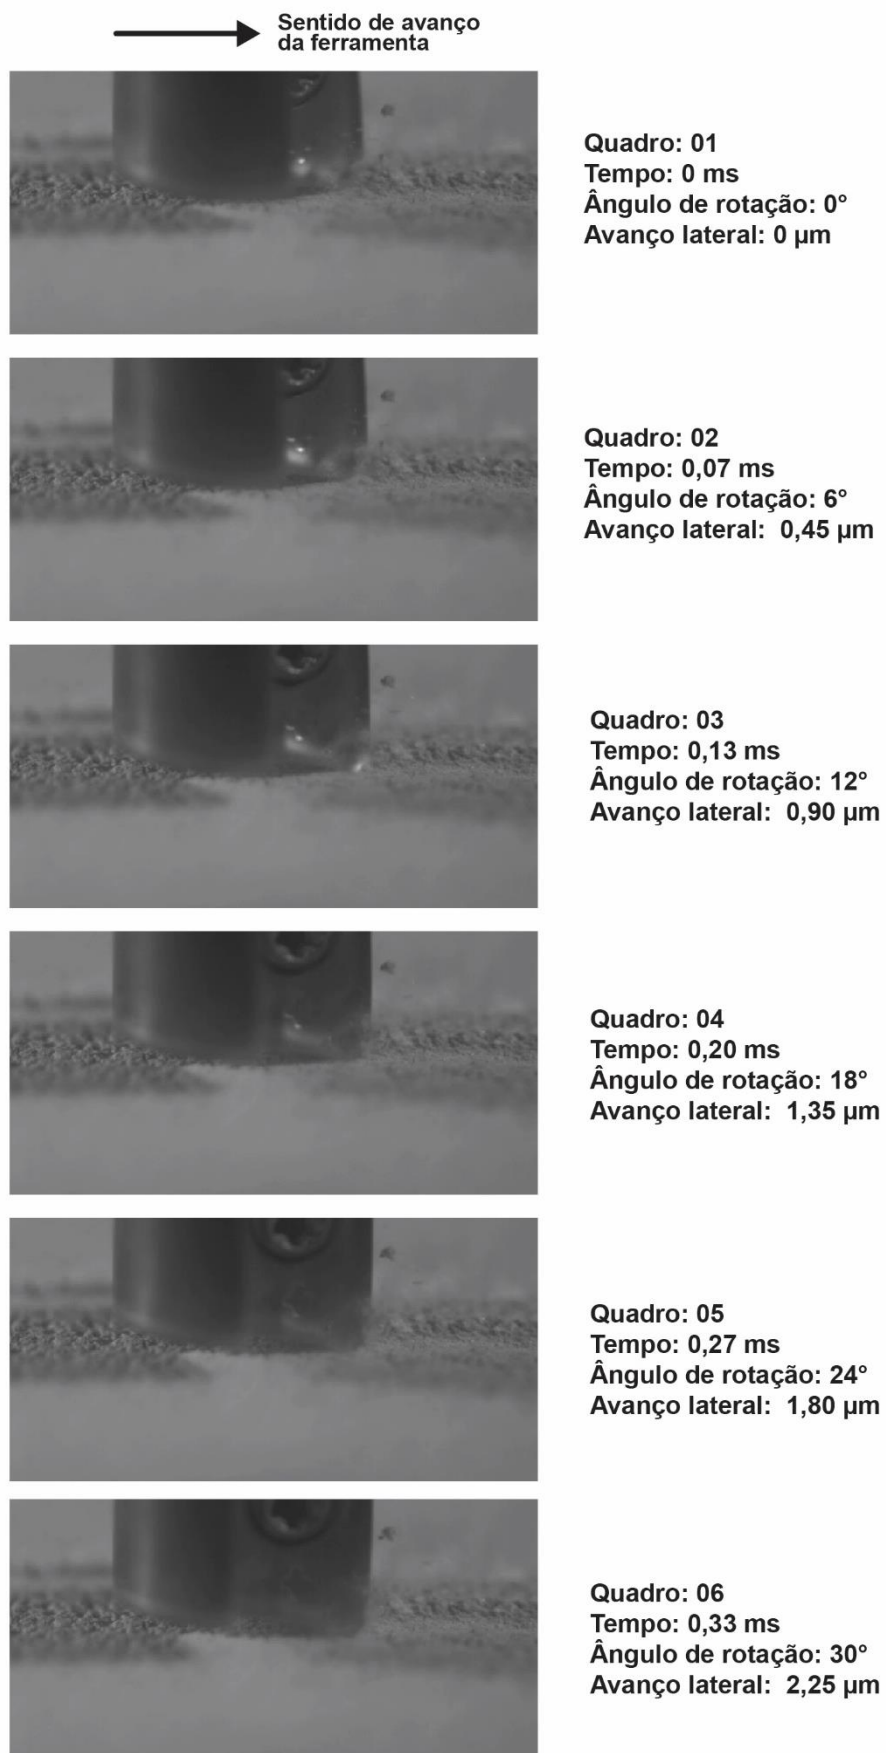 Sentido de avanço
da ferramenta
Quadro: 01
Tempo: 0 ms
Ângulo de rotação: 0°
Avanço lateral: 0 µm
Quadro: 02
Tempo: 0,07 ms
Ângulo de rotação: 6°
Avanço lateral: 0,45 µm
Quadro: 03
Tempo: 0,13 ms
Ângulo de rotação: 12°
Avanço lateral: 0,90 µm
Quadro: 04
Tempo: 0,20 ms
Ângulo de rotação: 18°
Avanço lateral: 1,35 µm
Quadro: 05
Tempo: 0,27 ms
Ângulo de rotação: 24°
Avanço lateral: 1,80 µm
Quadro: 06
Tempo: 0,33 ms
Ângulo de rotação: 30°
Avanço lateral: 2,25 µm